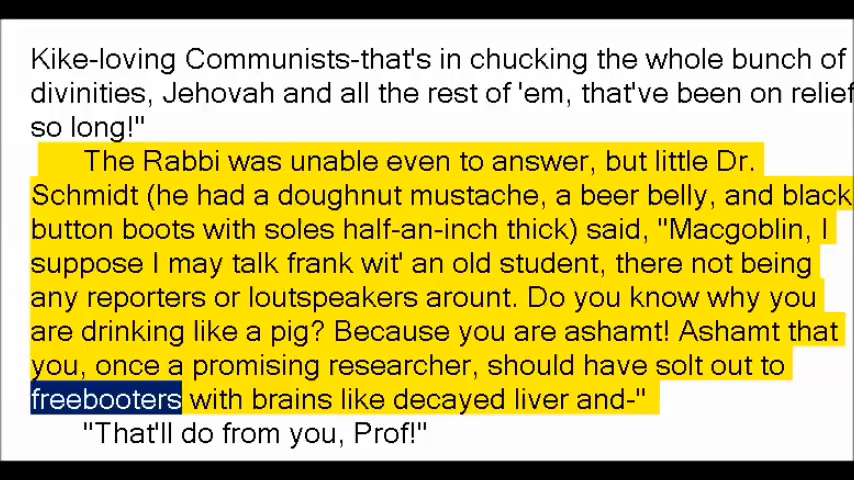 Kike-loving Communists-that's in chucking the whole bunch of
divinities, Jehovah and all the rest of 'em, that've been on relief
so long!"
The Rabbi was unable even to answer, but little Dr.
Schmidt (he had a doughnut mustache, a beer belly, and black
button boots with soles half-an-inch thick) said, "Macgoblin, I
suppose I may talk frank wit' an old student, there not being
any reporters or loutspeakers arount. Do you know why you
are drinking like a pig? Because you are ashamt! Ashamt that
you, once a promising researcher, should have solt out to
freebooters with brains like decayed liver and-"
"That'll do from you, Prof!"